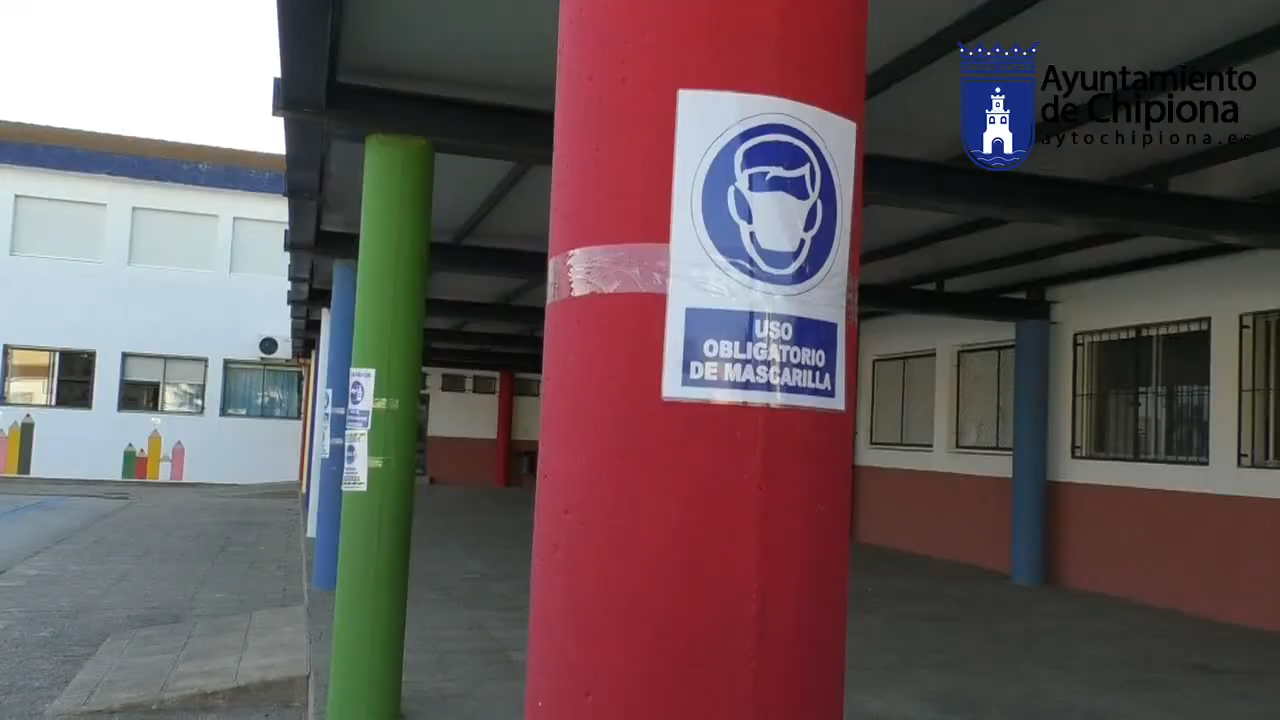 Ayuntamiento
de Chipiona
aytochipiona.es
USO
OBLIGATORIO
DE MASCARILLA